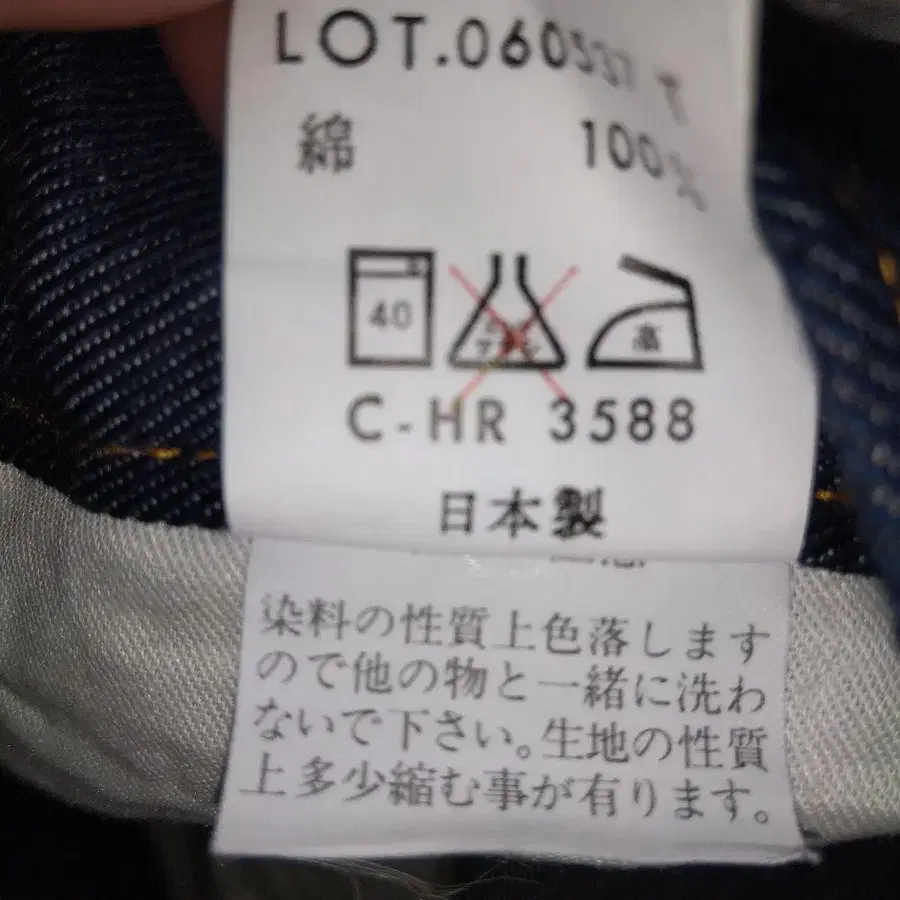 綿 100%
40
高
C-HR 3588
日本製
染料の性質上色落します
ので他の物と一緒に洗わ
ないで下さい。生地の性質
上多少縮む事が有ります。